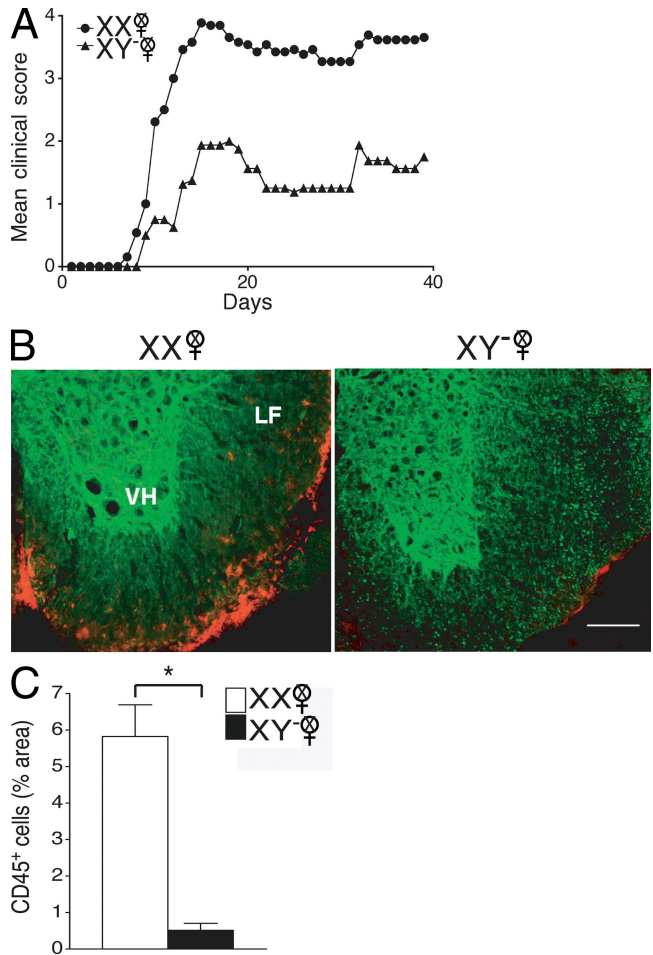 A
XX♀
XY⁻♀
Mean clinical score
4
3
2
1
0
0 20 40
Days
B
XX♀ XY⁻♀
LF
VH
C
*
XX♀
XY⁻♀
CD45⁺ cells (% area)
7
6
5
4
3
2
1
0